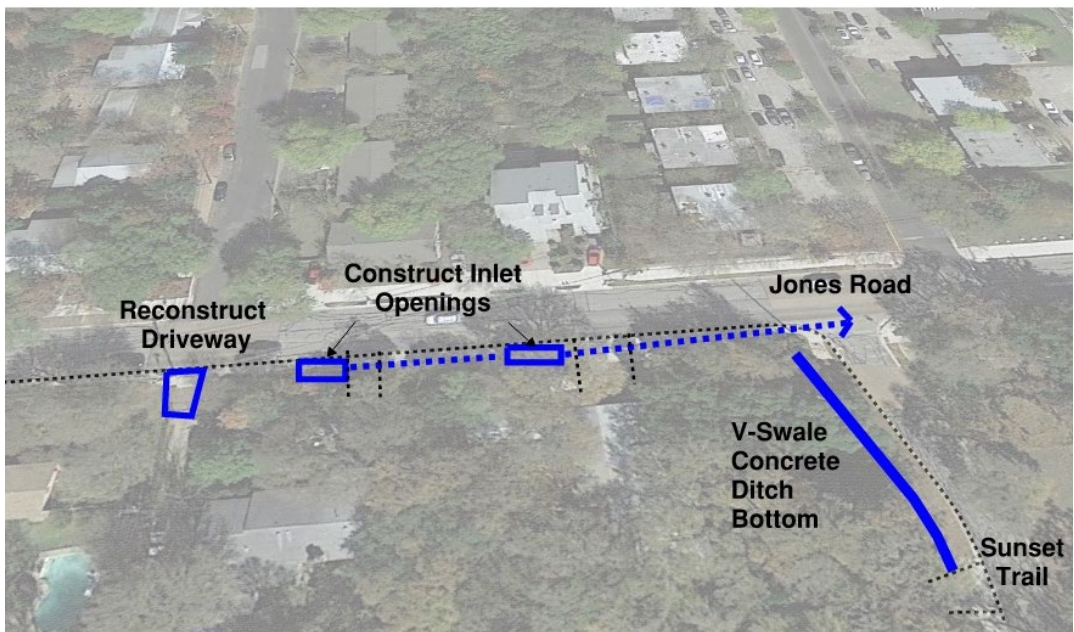 Construct Inlet
Openings
Jones Road
Reconstruct
Driveway
V-Swale
Concrete
Ditch
Bottom
Sunset
Trail